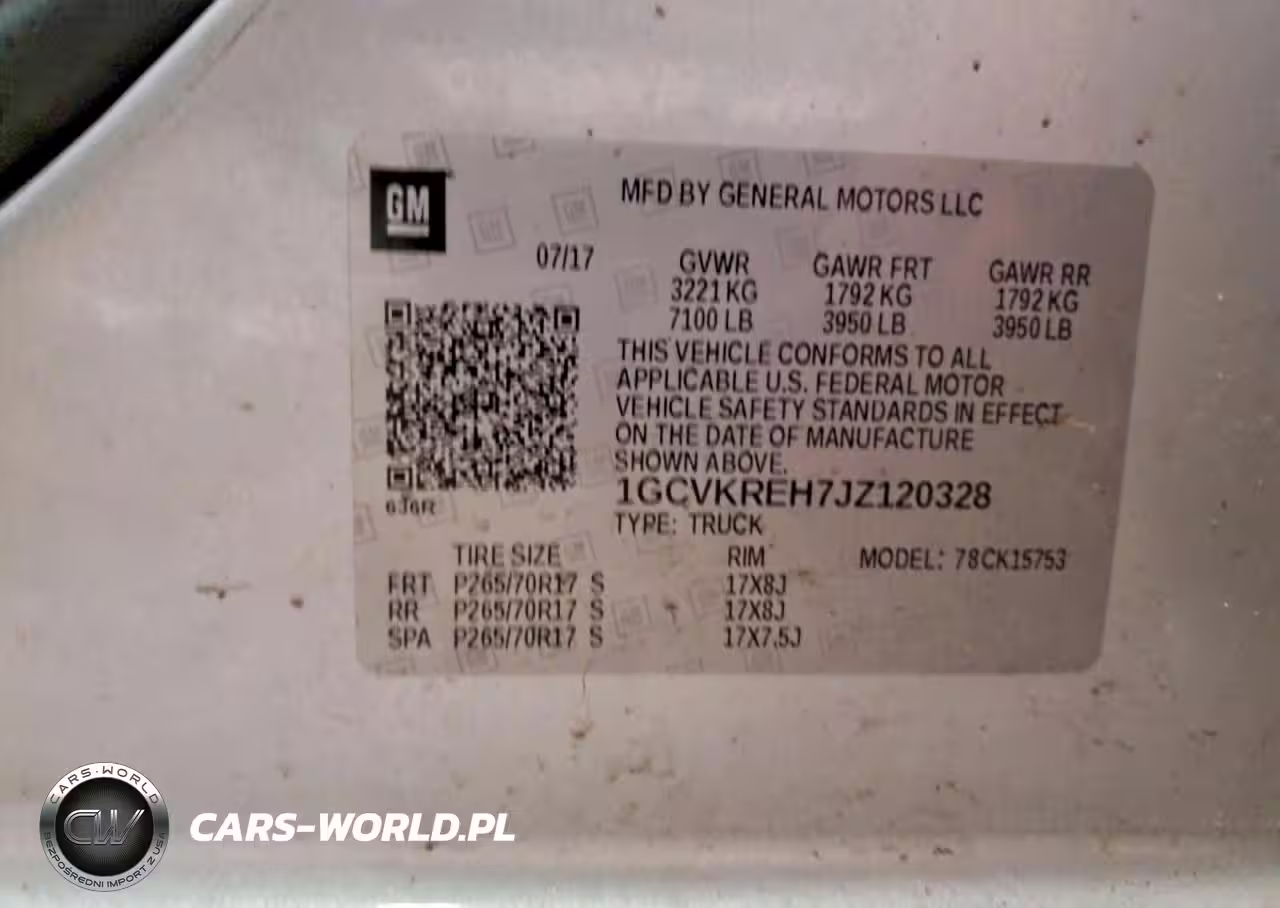 GM
MFD BY GENERAL MOTORS LLC
07/17
GVWR GAWR FRT GAWR RR
3221 KG 1792 KG 1792 KG
7100 LB 3950 LB 3950 LB
THIS VEHICLE CONFORMS TO ALL
APPLICABLE U.S. FEDERAL MOTOR
VEHICLE SAFETY STANDARDS IN EFFECT
ON THE DATE OF MANUFACTURE
SHOWN ABOVE.
6J6R
1GCVKREH7JZ120328
TYPE: TRUCK
TIRE SIZE RIM MODEL: 78CK15753
FRT P265/70R17 S 17X8J
RR P265/70R17 S 17X8J
SPA P265/70R17 S 17X7.5J
CARS-WORLD
CW
BEZPOŚREDNI IMPORT Z USA
CARS-WORLD.PL